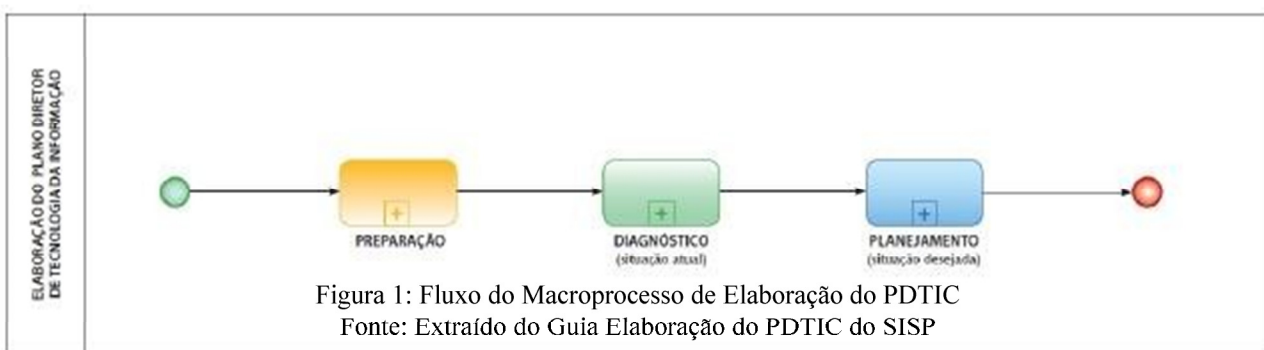 ELABORAÇÃO DO PLANO DIRETOR
DE TECNOLOGIA DA INFORMAÇÃO
PREPARAÇÃO
DIAGNÓSTICO
(situação atual)
PLANEJAMENTO
(situação desejada)
Figura 1: Fluxo do Macroprocesso de Elaboração do PDTIC
Fonte: Extraído do Guia Elaboração do PDTIC do SISP